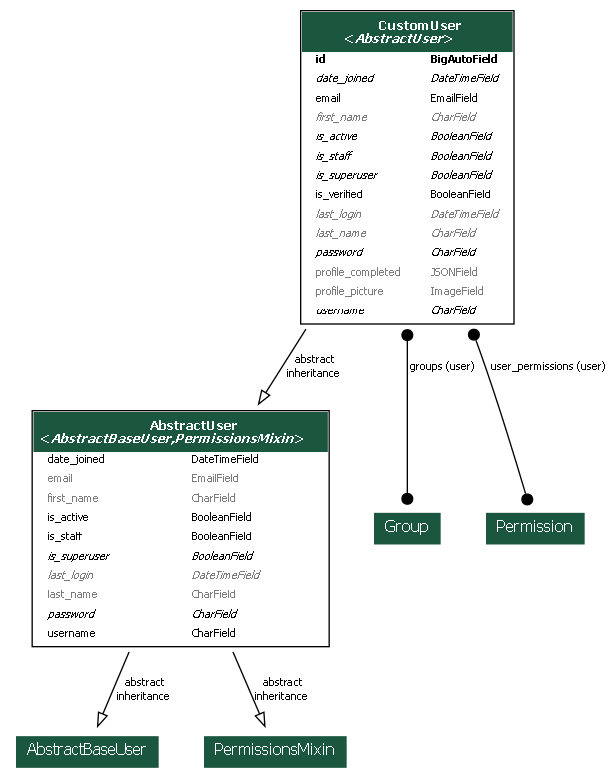 CustomUser
<AbstractUser>
id BigAutoField
date_joined DateTimeField
email EmailField
first_name CharField
is_active BooleanField
is_staff BooleanField
is_superuser BooleanField
is_verified BooleanField
last_login DateTimeField
last_name CharField
password CharField
profile_completed JSONField
profile_picture ImageField
username CharField
abstract
inheritance
groups (user)
user_permissions (user)
AbstractUser
<AbstractBaseUser,PermissionsMixin>
date_joined DateTimeField
email EmailField
first_name CharField
is_active BooleanField
is_staff BooleanField
is_superuser BooleanField
last_login DateTimeField
last_name CharField
password CharField
username CharField
Group
Permission
abstract
inheritance
abstract
inheritance
AbstractBaseUser
PermissionsMixin